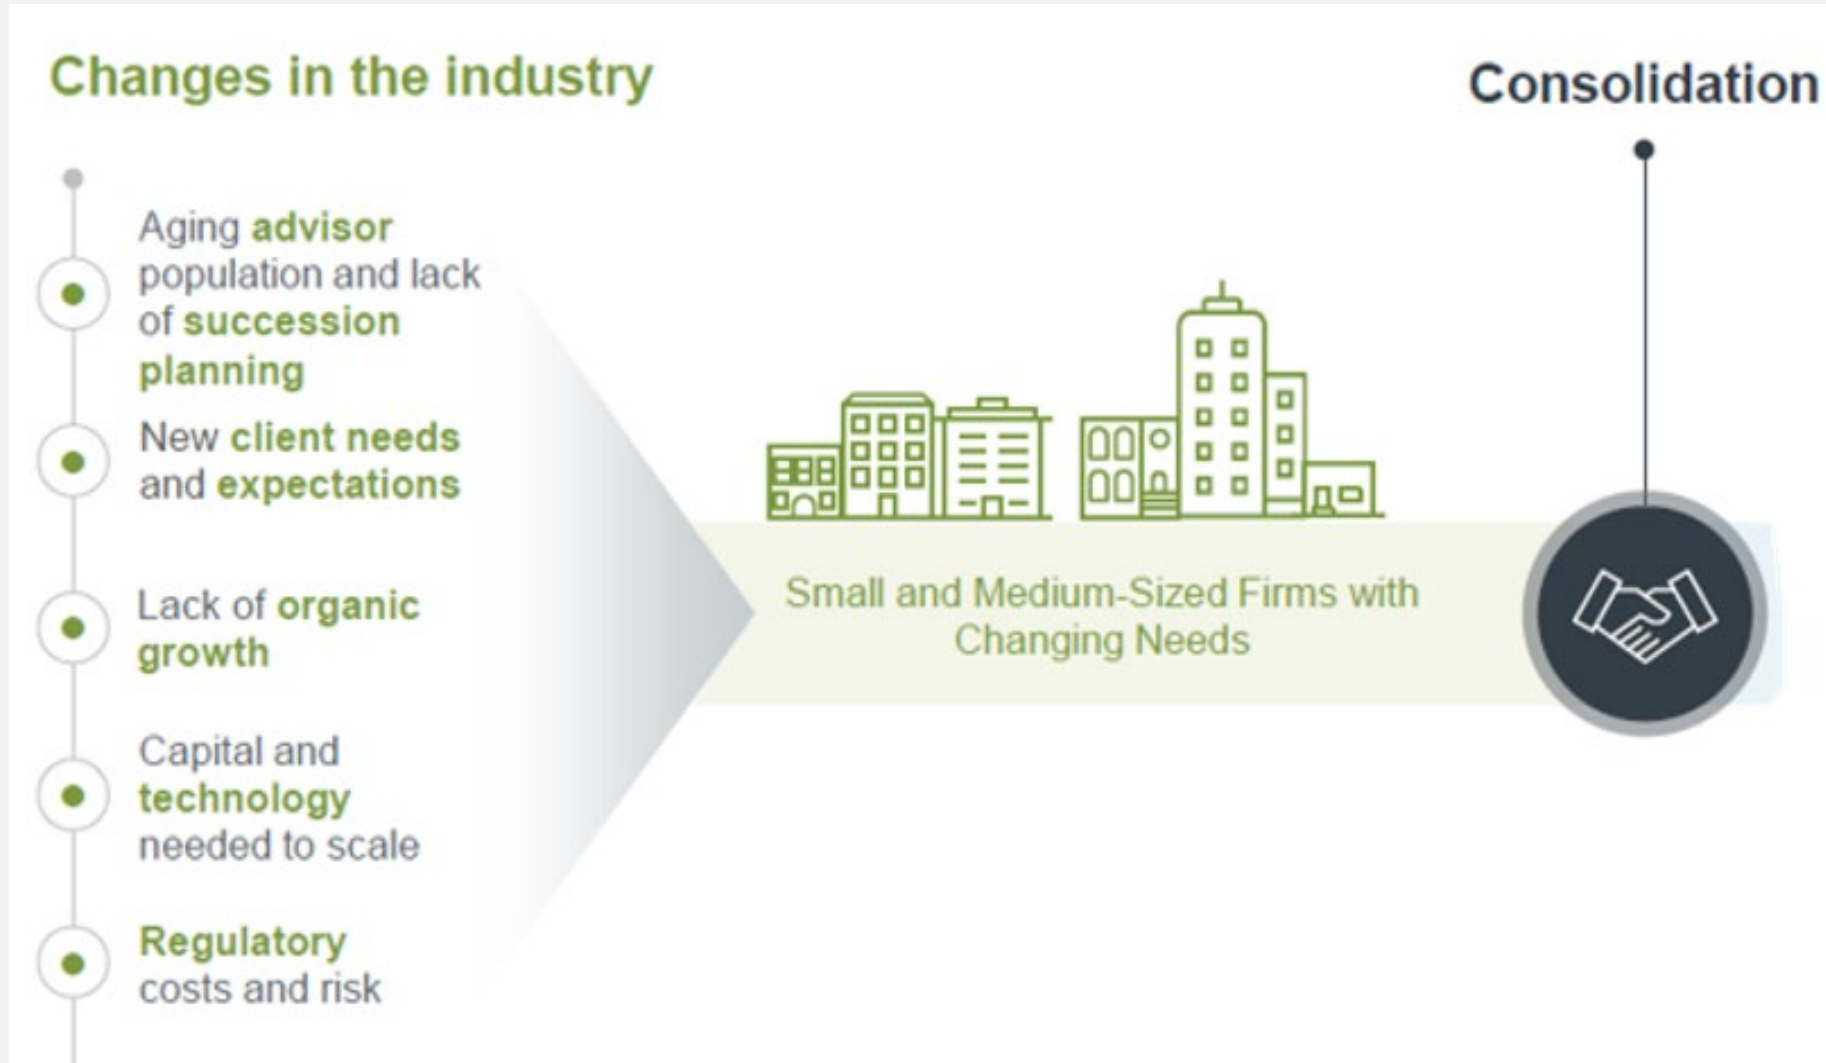 Changes in the industry
Consolidation
Aging advisor
population and lack
of succession
planning
New client needs
and expectations
Lack of organic
growth
Capital and
technology
needed to scale
Regulatory
costs and risk
Small and Medium-Sized Firms with
Changing Needs